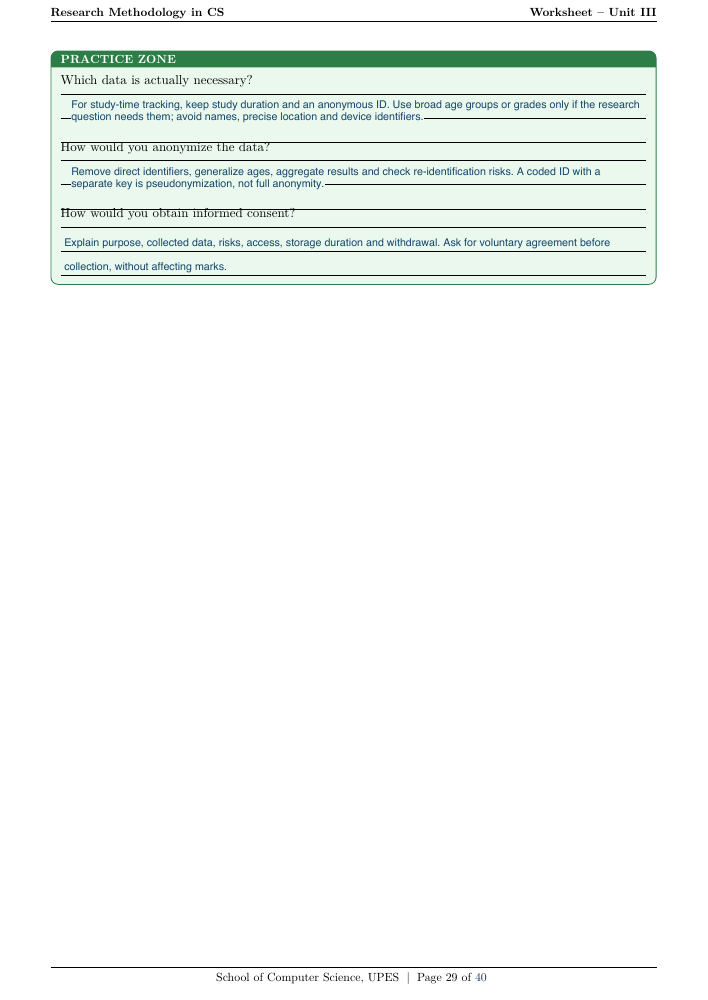 Research Methodology in CS
Worksheet – Unit III
PRACTICE ZONE
Which data is actually necessary?
For study-time tracking, keep study duration and an anonymous ID. Use broad age groups or grades only if the research
question needs them; avoid names, precise location and device identifiers.
How would you anonymize the data?
Remove direct identifiers, generalize ages, aggregate results and check re-identification risks. A coded ID with a
separate key is pseudonymization, not full anonymity.
How would you obtain informed consent?
Explain purpose, collected data, risks, access, storage duration and withdrawal. Ask for voluntary agreement before
collection, without affecting marks.
School of Computer Science, UPES | Page 29 of 40